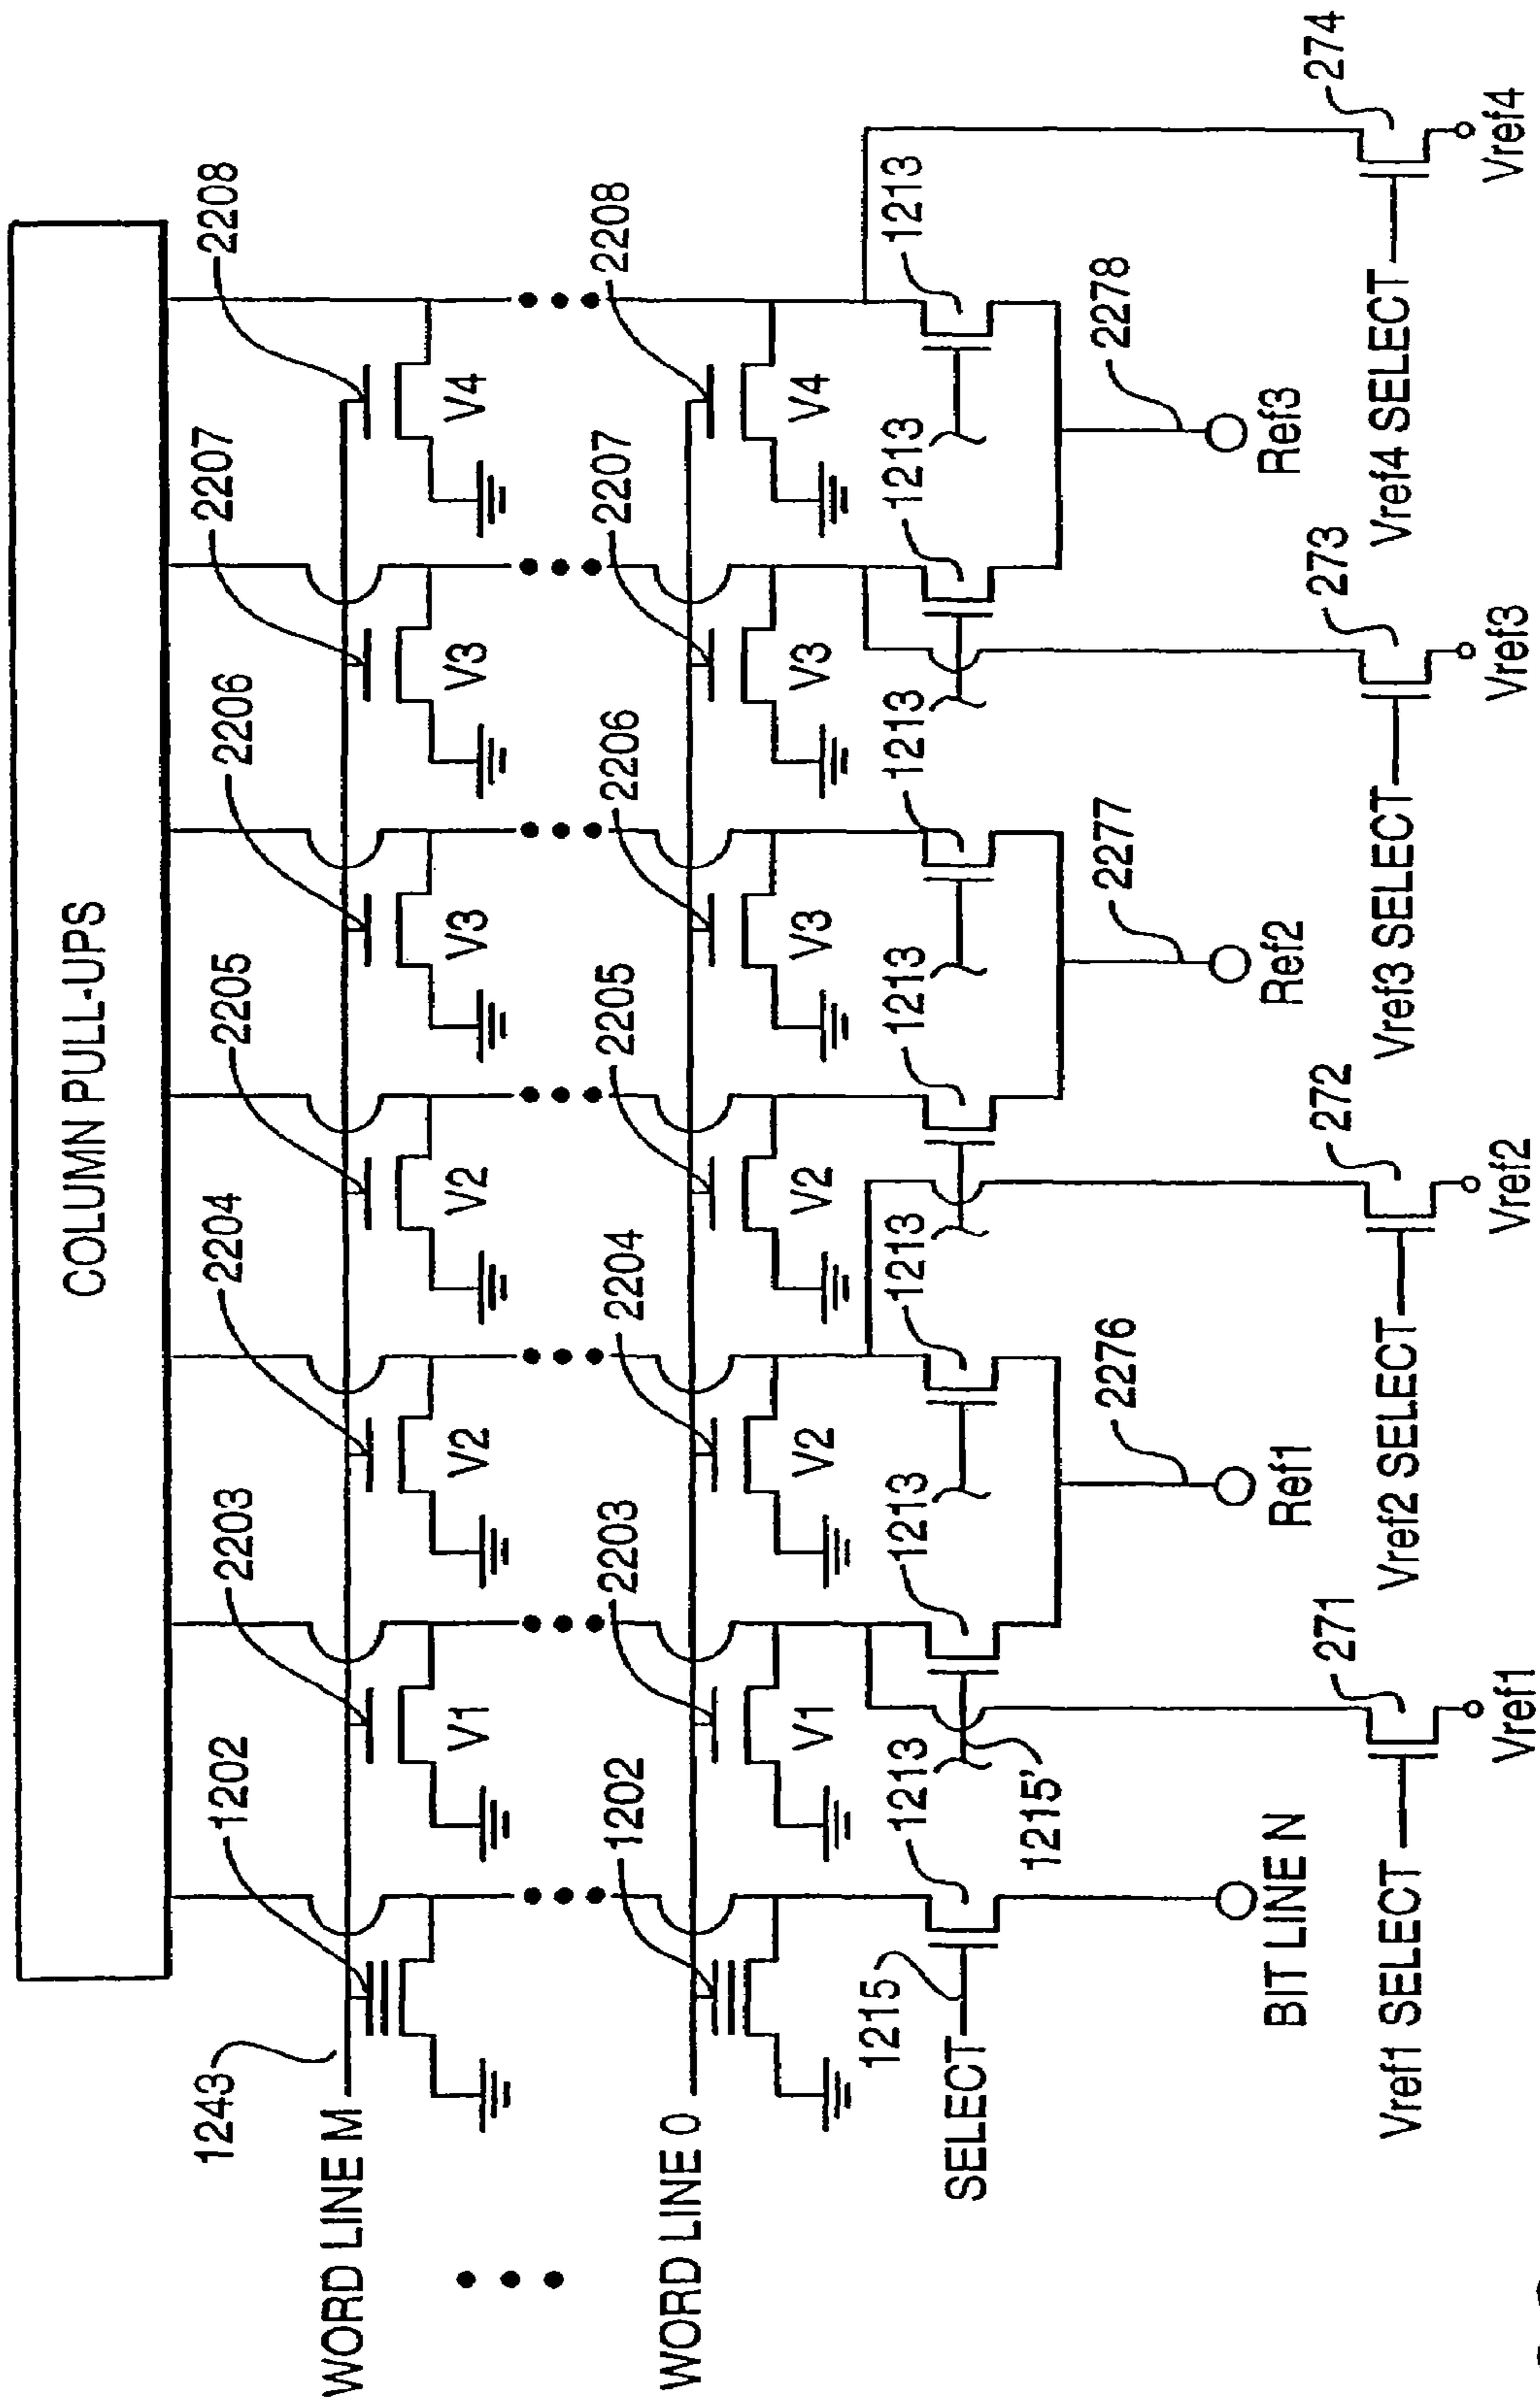 COLUMN PULL-UPS
1243
1202
2203
2204
2205
2206
2207
2208
WORD LINE M
V1
V2
V2
V3
V3
V4
1202
2203
2204
2205
2206
2207
2208
WORD LINE 0
V1
V2
V2
V3
V3
V4
1215
1213
1213
1213
1213
1213
1213
1213
SELECT
1215'
2276
2277
2278
BIT LINE N
Ref1
Ref2
Ref3
271
272
273
274
Vref1 SELECT
Vref2 SELECT
Vref3 SELECT
Vref4 SELECT
Vref1
Vref2
Vref3
Vref4